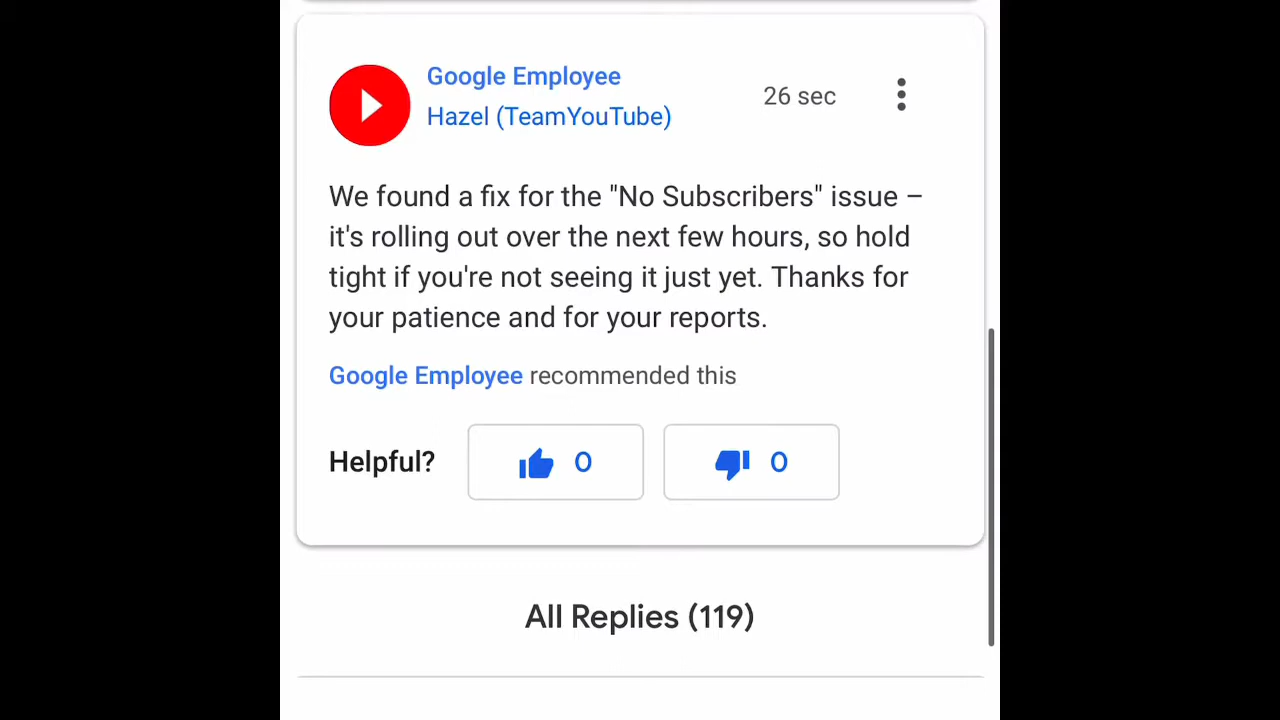 Google Employee
Hazel (TeamYouTube)
26 sec
We found a fix for the "No Subscribers" issue –
it's rolling out over the next few hours, so hold
tight if you're not seeing it just yet. Thanks for
your patience and for your reports.
Google Employee recommended this
Helpful?
0
0
All Replies (119)